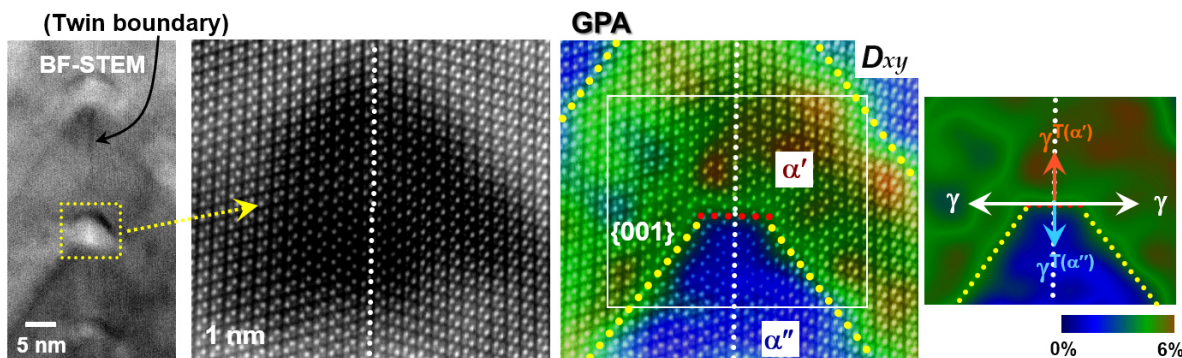 (Twin boundary)
BF-STEM
5 nm
1 nm
GPA
Dxy
α′
{001}
α″
γT(α′)
γ
γ
γT(α″)
0%
6%